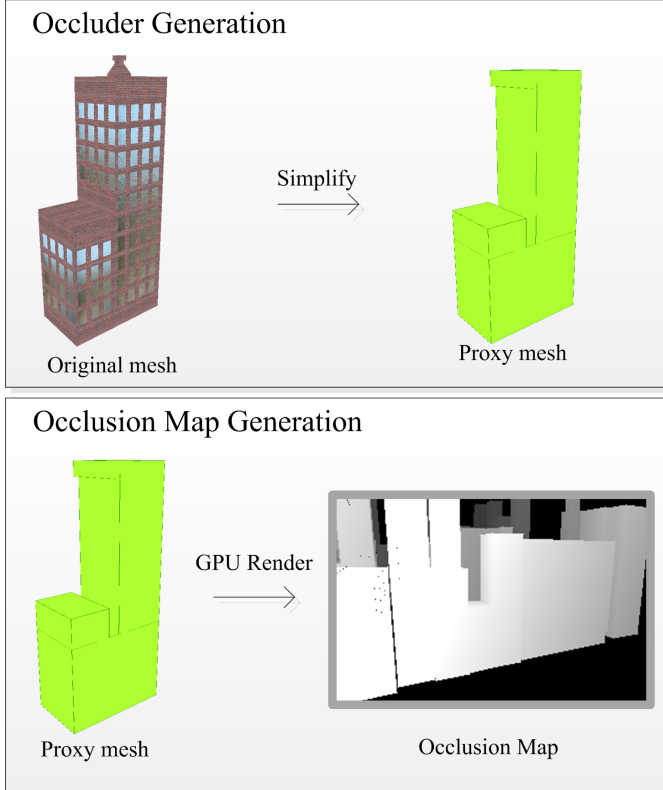 Occluder Generation
Simplify
Original mesh
Proxy mesh
Occlusion Map Generation
GPU Render
Proxy mesh
Occlusion Map